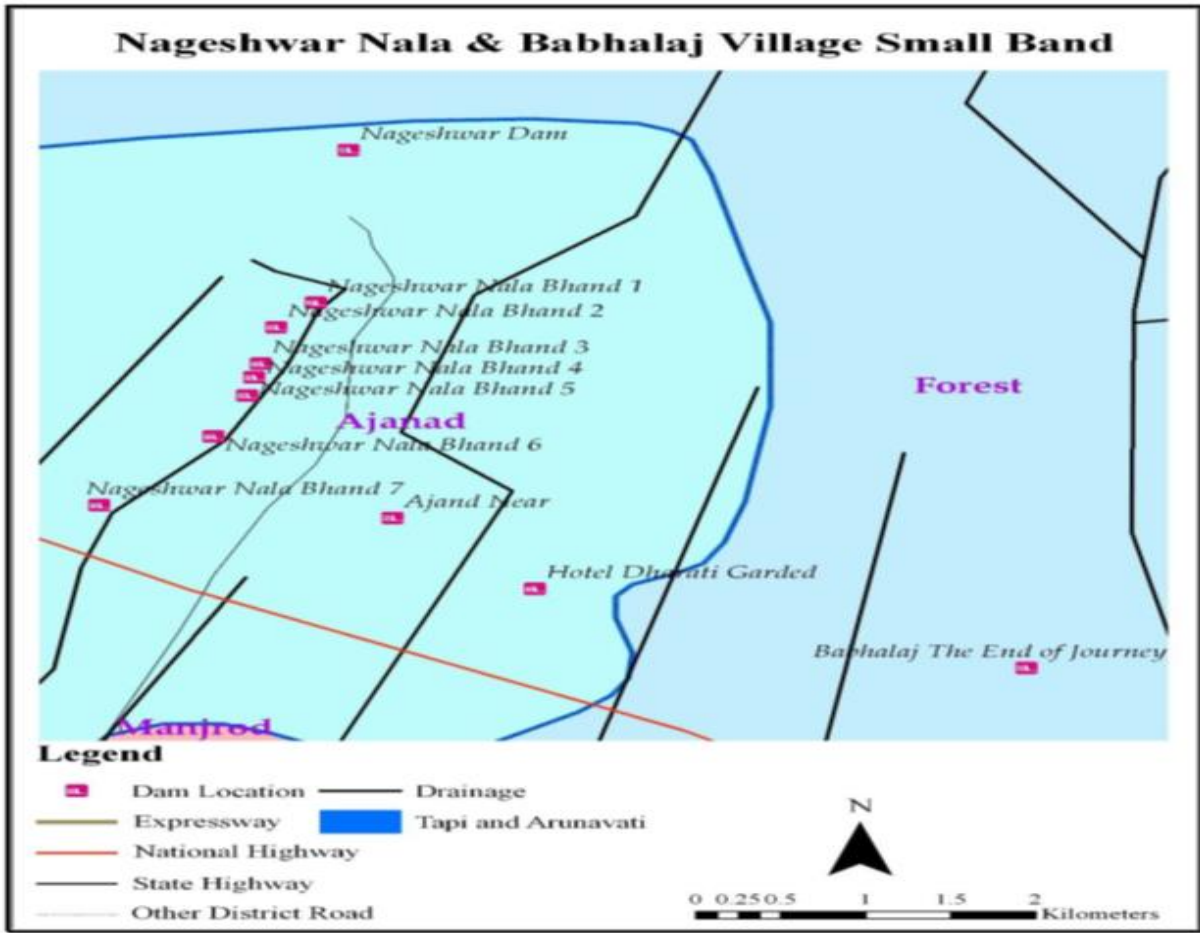 Nageshwar Nala & Babhalaj Village Small Band
Nageshwar Dam
Nageshwar Nala Bhand 1
Nageshwar Nala Bhand 2
Nageshwar Nala Bhand 3
Nageshwar Nala Bhand 4
Nageshwar Nala Bhand 5
Forest
Ajanad
Nageshwar Nala Bhand 6
Nageshwar Nala Bhand 7
Ajand Near
Hotel Dharati Garded
Babhalaj The End of Journey
Manjrod
Legend
Dam Location
Drainage
Expressway
Tapi and Arunavati
National Highway
State Highway
Other District Road
N
0 0.25 0.5 1 1.5 2
Kilometers